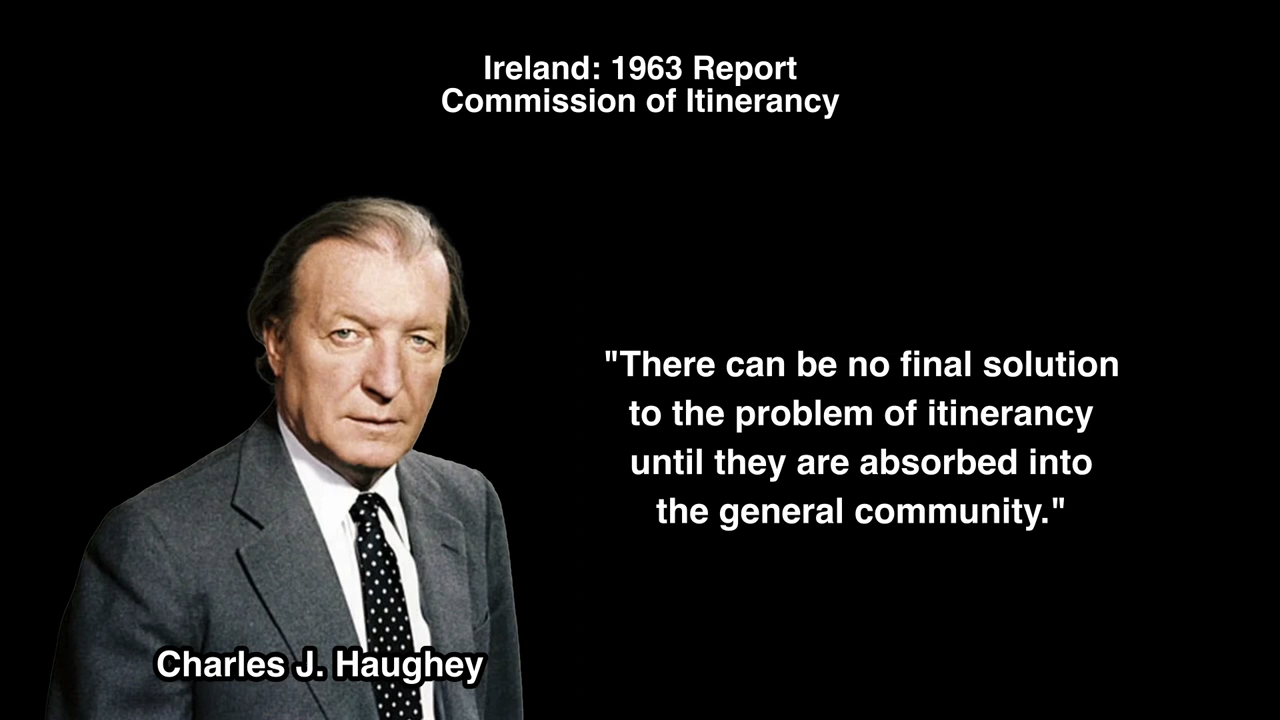 Ireland: 1963 Report
Commission of Itinerancy
"There can be no final solution
to the problem of itinerancy
until they are absorbed into
the general community."
Charles J. Haughey